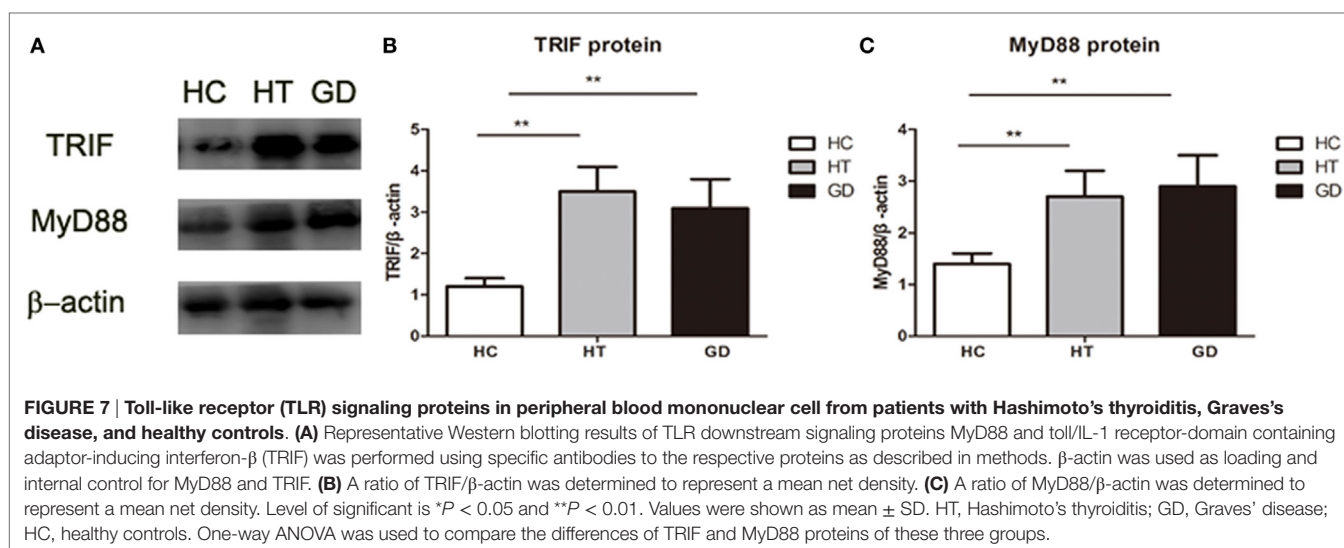 A
HC HT GD
TRIF
MyD88
β–actin
B
TRIF protein
**
**
TRIF/β -actin
5
4
3
2
1
0
HC
HT
GD
HC
HT
GD
C
MyD88 protein
**
**
MyD88/β -actin
4
3
2
1
0
HC
HT
GD
HC
HT
GD
FIGURE 7 | Toll-like receptor (TLR) signaling proteins in peripheral blood mononuclear cell from patients with Hashimoto’s thyroiditis, Graves’s
disease, and healthy controls. (A) Representative Western blotting results of TLR downstream signaling proteins MyD88 and toll/IL-1 receptor-domain containing
adaptor-inducing interferon-β (TRIF) was performed using specific antibodies to the respective proteins as described in methods. β-actin was used as loading and
internal control for MyD88 and TRIF. (B) A ratio of TRIF/β-actin was determined to represent a mean net density. (C) A ratio of MyD88/β-actin was determined to
represent a mean net density. Level of significant is *P < 0.05 and **P < 0.01. Values were shown as mean ± SD. HT, Hashimoto’s thyroiditis; GD, Graves’ disease;
HC, healthy controls. One-way ANOVA was used to compare the differences of TRIF and MyD88 proteins of these three groups.